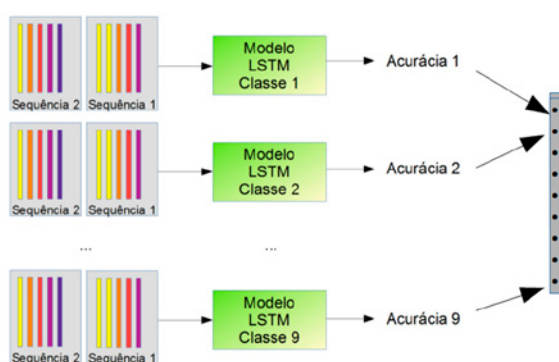 Modelo
LSTM
Classe 1
Acurácia 1
Sequência 2 Sequência 1
Modelo
LSTM
Classe 2
Acurácia 2
Sequência 2 Sequência 1
... ...
Modelo
LSTM
Classe 9
Acurácia 9
Sequência 2 Sequência 1